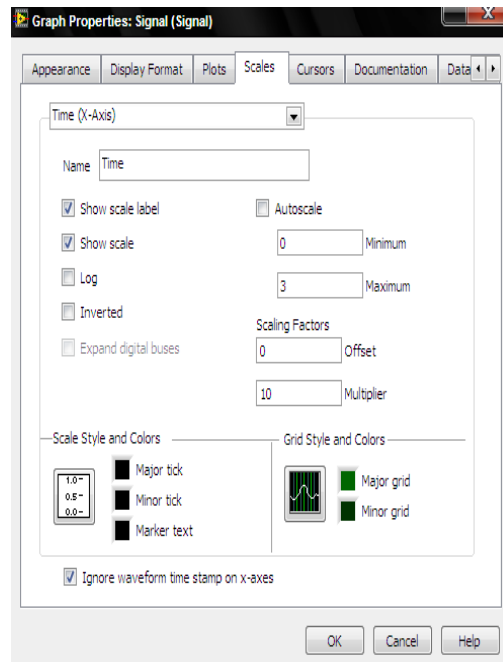 Graph Properties: Signal (Signal)
Appearance Display Format Plots Scales Cursors Documentation Data
Time (X-Axis)
Name Time
Show scale label Autoscale
Show scale 0 Minimum
Log 3 Maximum
Inverted Scaling Factors
Expand digital buses 0 Offset
10 Multiplier
Scale Style and Colors Grid Style and Colors
1.0 Major tick Major grid
0.5 Minor tick Minor grid
0.0 Marker text
Ignore waveform time stamp on x-axes
OK Cancel Help